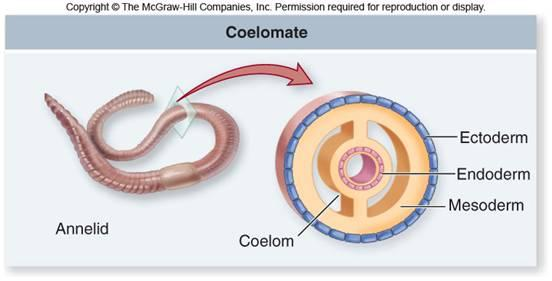 Copyright © The McGraw-Hill Companies, Inc. Permission required for reproduction or display.
Coelomate
Ectoderm
Endoderm
Mesoderm
Annelid
Coelom